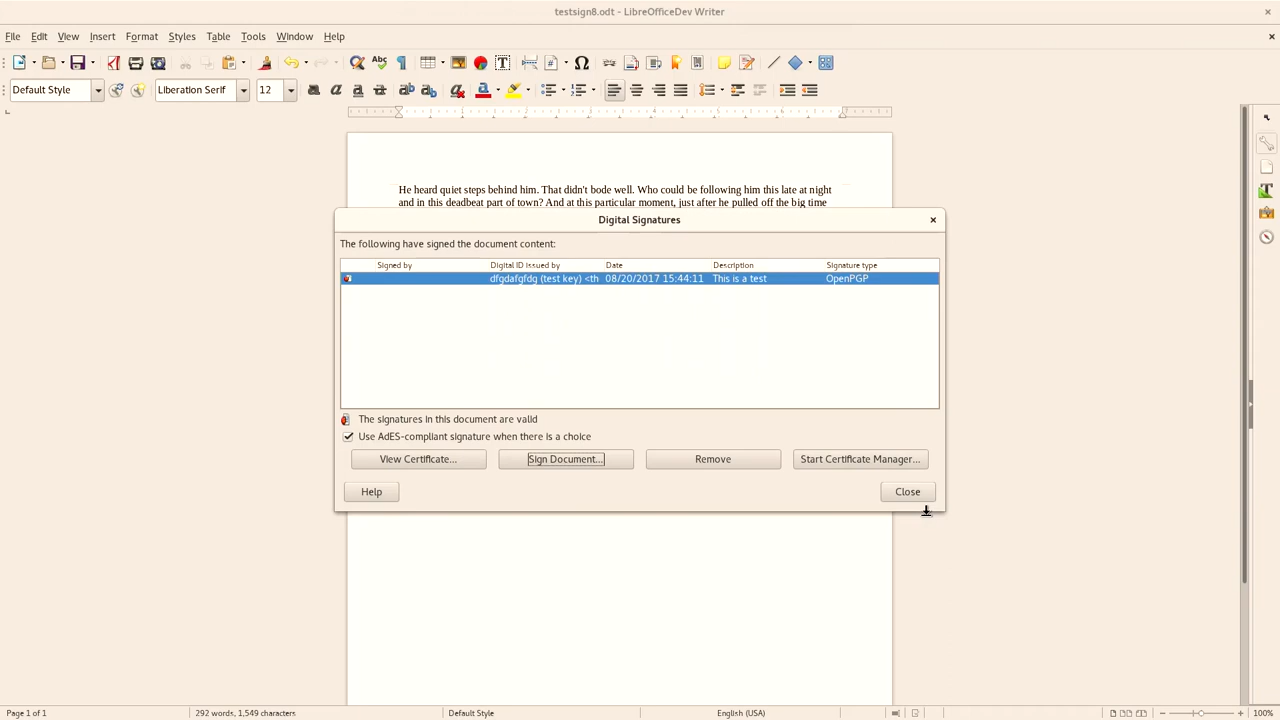 testsign8.odt - LibreOfficeDev Writer
File Edit View Insert Format Styles Table Tools Window Help
Default Style Liberation Serif 12
He heard quiet steps behind him. That didn't bode well. Who could be following him this late at night
and in this deadbeat part of town? And at this particular moment, just after he pulled off the big time
Digital Signatures
The following have signed the document content:
Signed by Digital ID issued by Date Description Signature type
dfgdafgfdg (test key) <th 08/20/2017 15:44:11 This is a test OpenPGP
The signatures in this document are valid
Use AdES-compliant signature when there is a choice
View Certificate... Sign Document... Remove Start Certificate Manager...
Help Close
Page 1 of 1 292 words, 1,549 characters Default Style English (USA) 100%